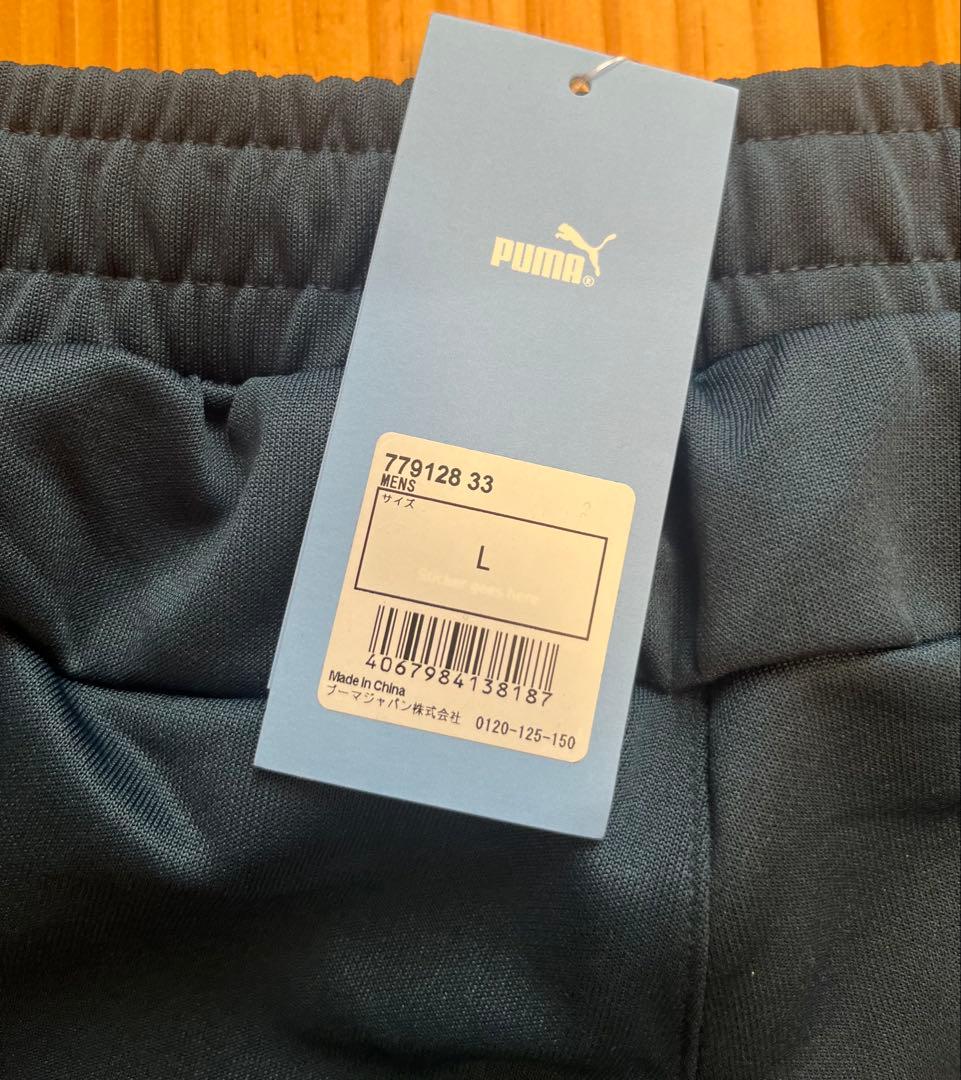 PUMA®
779128 33
MENS
サイズ
L
Sticker goes here
4067984138187
Made in China
プーマジャパン株式会社 0120-125-150